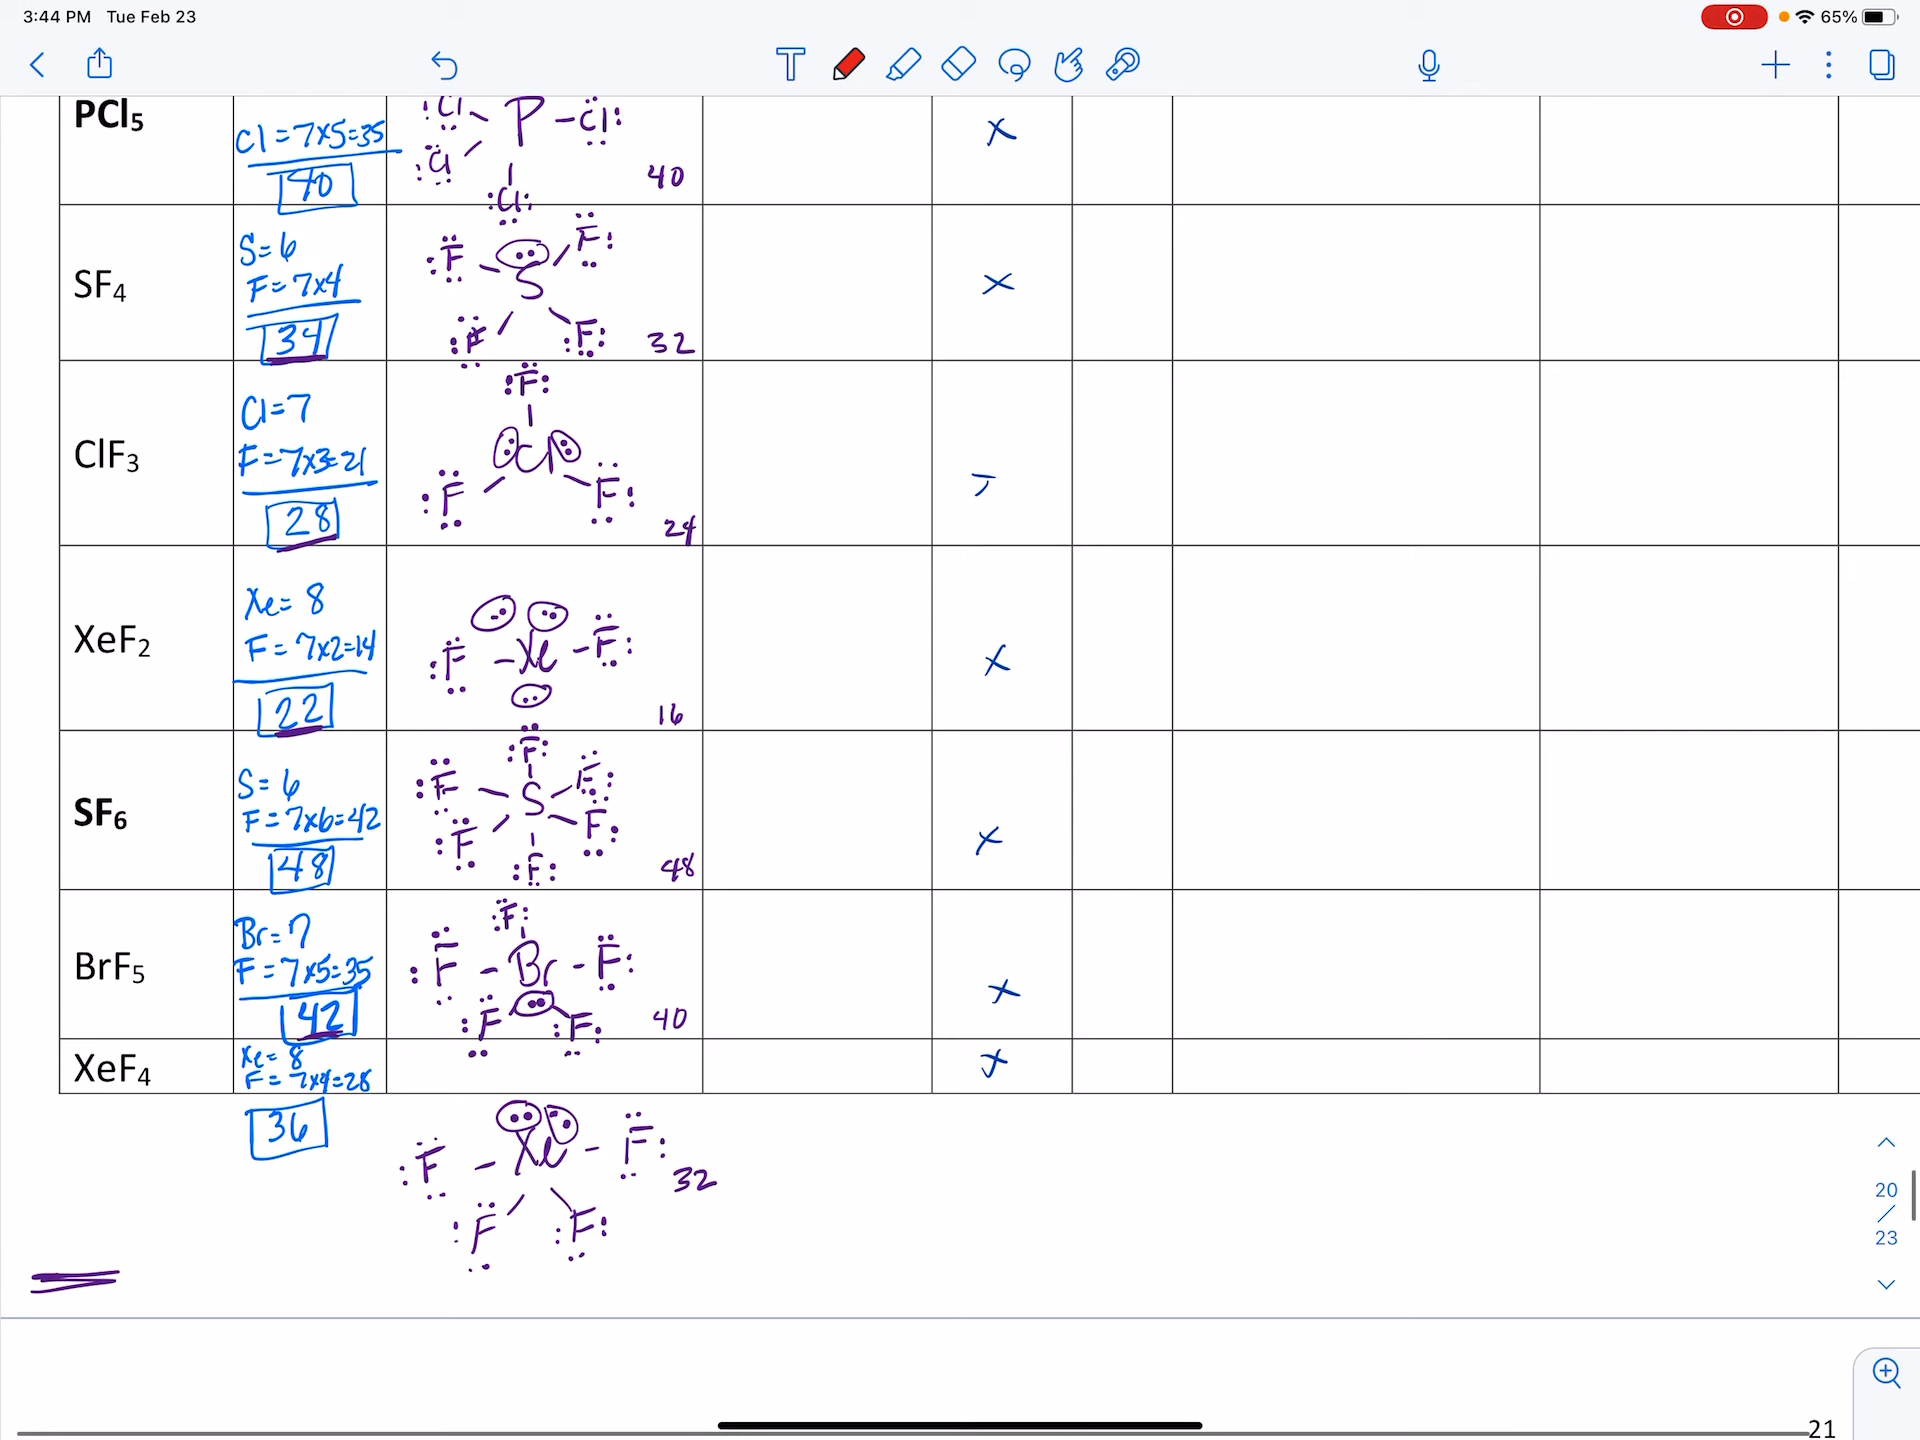 3:44 PM Tue Feb 23
65%
T
PCl₅
Cl=7x5=35
40
Cl
P
Cl
Cl
Cl
40
x
SF₄
S=6
F=7x4
34
F
S
F
F
F
32
x
ClF₃
Cl=7
F=7x3=21
28
F
Cl
F
F
24
XeF₂
Xe=8
F=7x2=14
22
F-Xe-F
16
x
SF₆
S=6
F=7x6=42
48
F
F
F
S
F
F
F
48
x
BrF₅
Br=7
F=7x5=35
42
F
F-Br-F
F
F
40
x
XeF₄
Xe=8
F=7x4=28
36
x
F-Xe-F
F
F
32
20
/
23
21